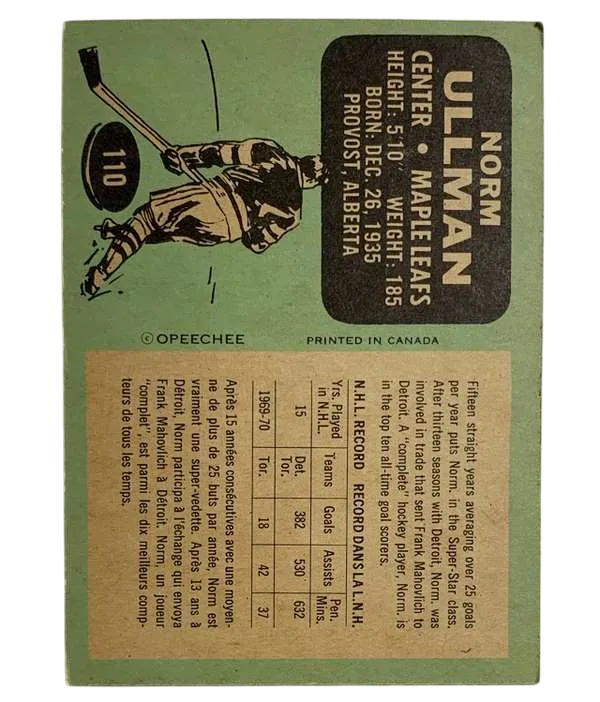 NORM
ULLMAN
CENTER • MAPLE LEAFS
HEIGHT: 5'10" WEIGHT: 185
BORN: DEC. 26, 1935
PROVOST, ALBERTA
110
© OPEECHEE
PRINTED IN CANADA
Fifteen straight years averaging over 25 goals
per year puts Norm. in the Super-Star class.
After thirteen seasons with Detroit, Norm. was
involved in trade that sent Frank Mahovlich to
Detroit. A "complete" hockey player, Norm. is
in the top ten all-time goal scorers.
N.H.L. RECORD RECORD DANS LA L.N.H.
Yrs. Played in N.H.L. Teams Goals Assists Pen. Mins.
15 Det. Tor. 382 530 632
1969-70 Tor. 18 42 37
Après 15 années consécutives avec une moyen-
ne de plus de 25 buts par année, Norm est
vraiment une super-vedette. Après 13 ans à
Détroit, Norm participa à l'échange qui envoya
Frank Mahovlich à Détroit. Norm, un joueur
"complet", est parmi les dix meilleurs comp-
teurs de tous les temps.